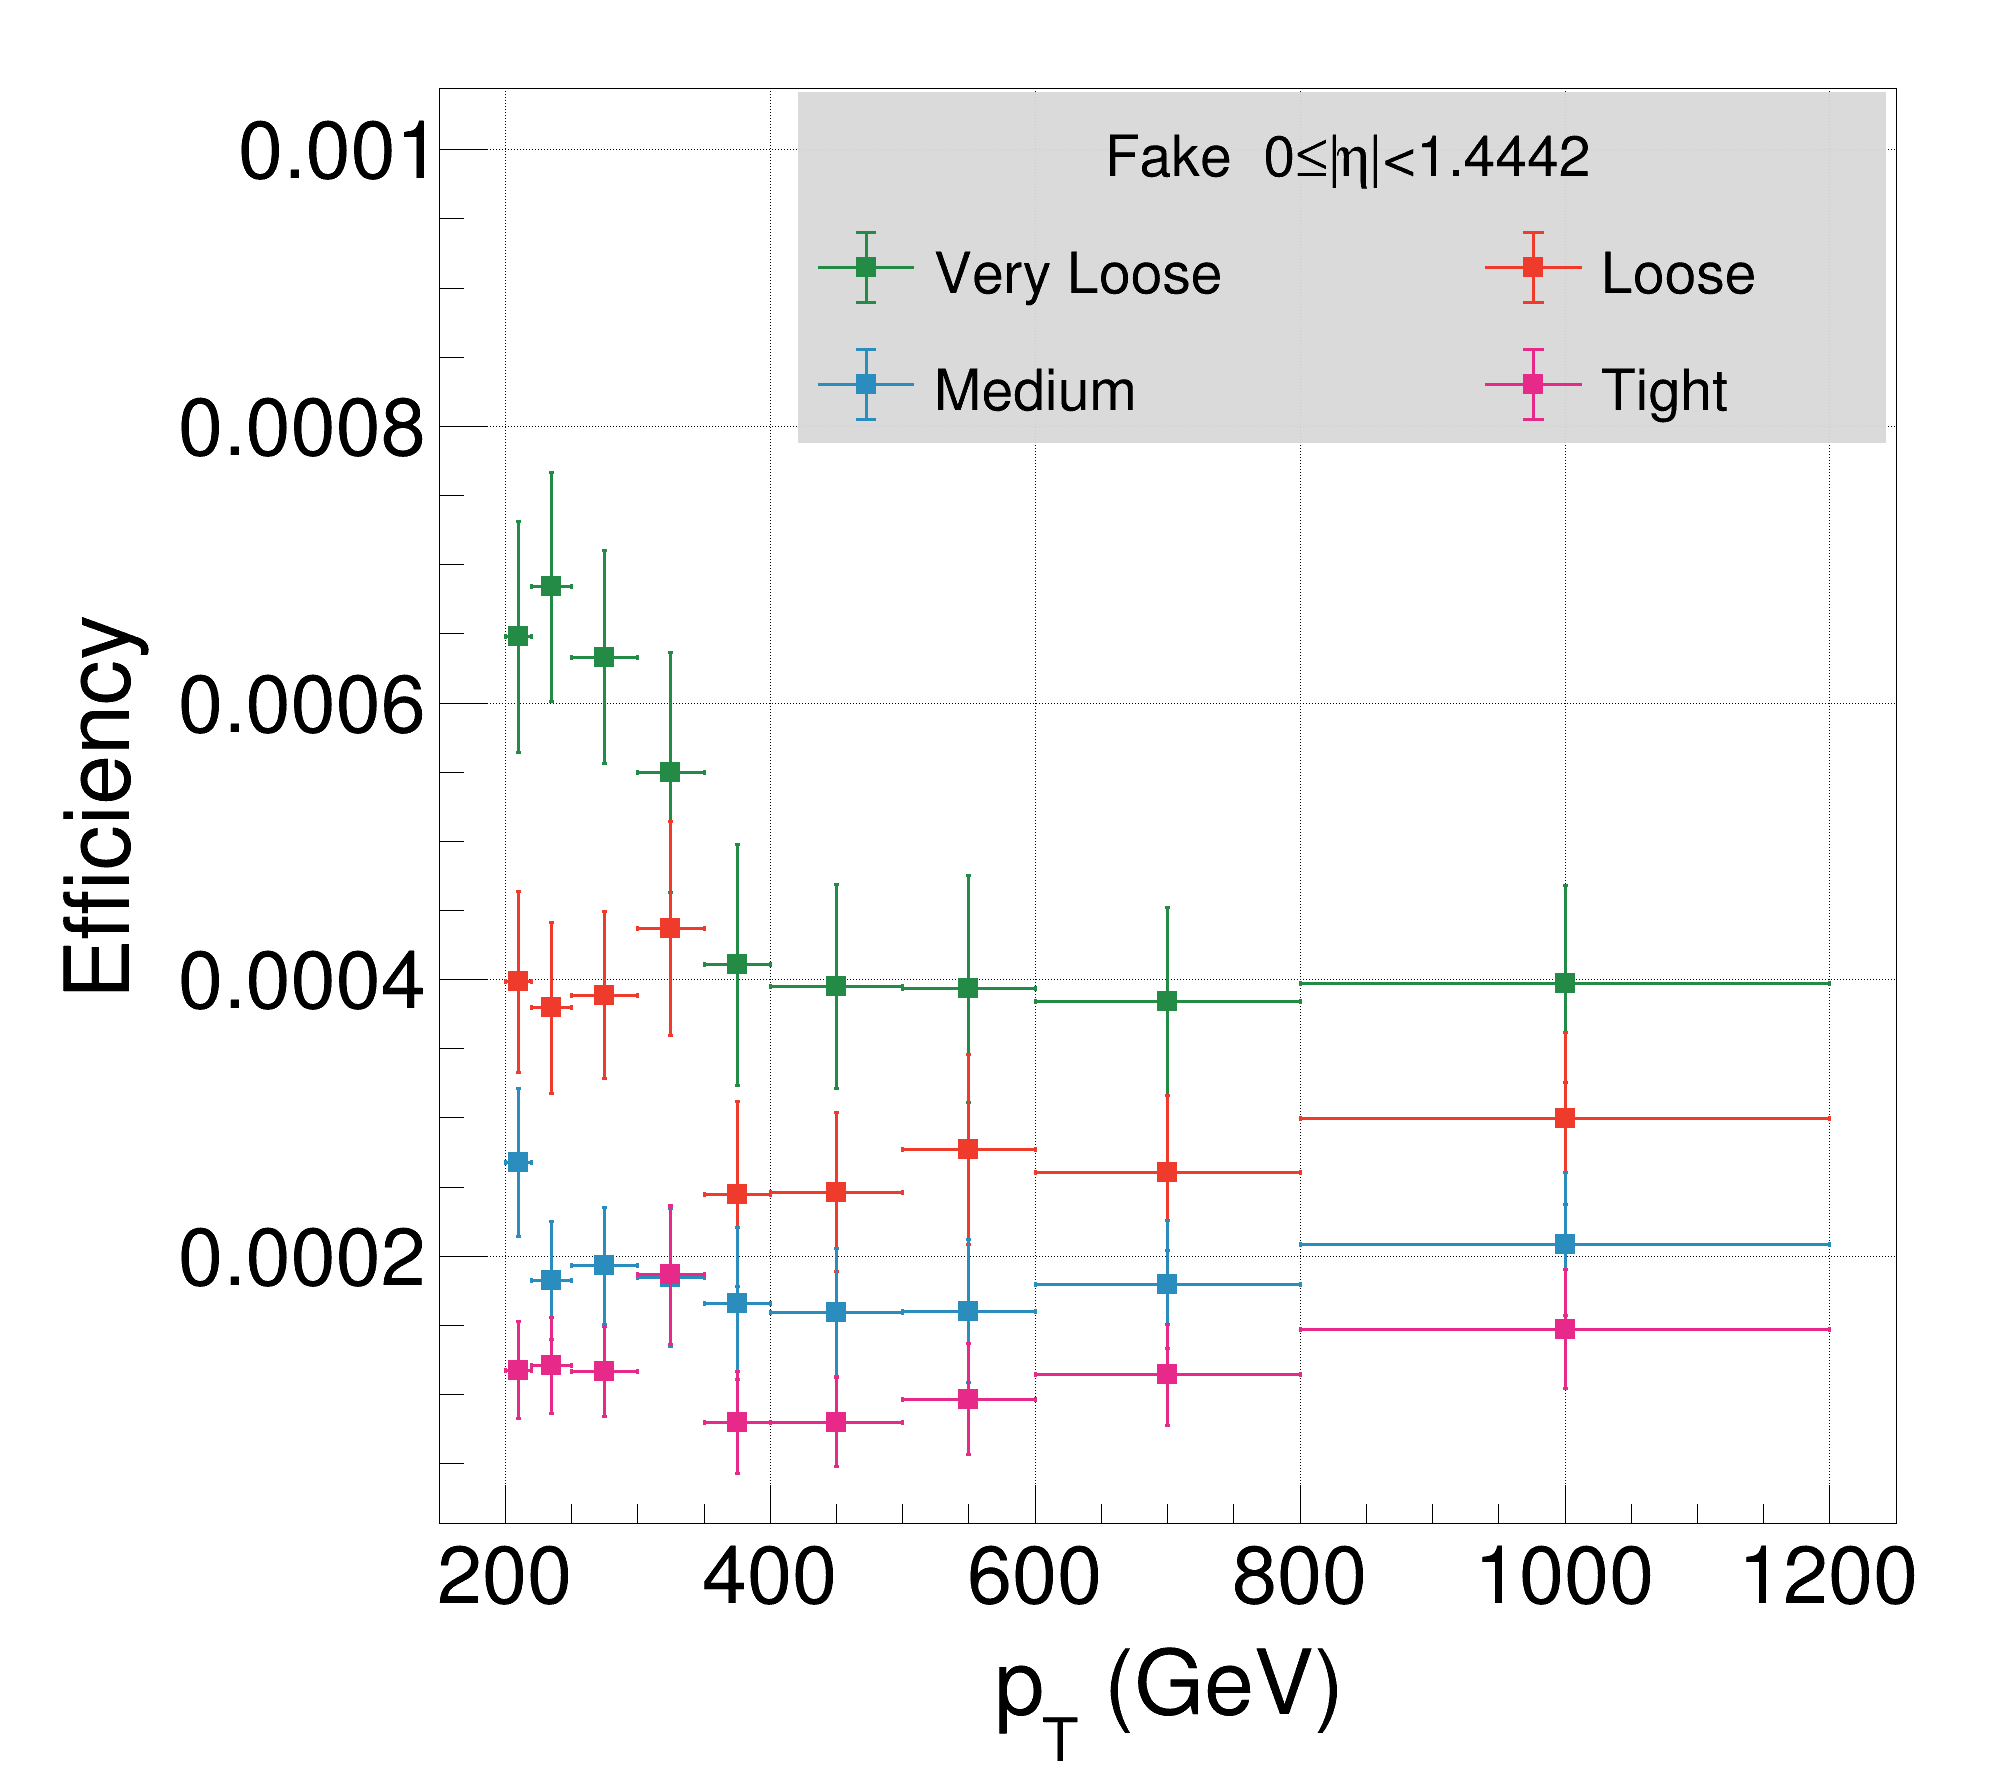 Fake 0≤|η|<1.4442
Very Loose
Loose
Medium
Tight
0.001
0.0008
0.0006
0.0004
0.0002
Efficiency
200 400 600 800 1000 1200
pT (GeV)